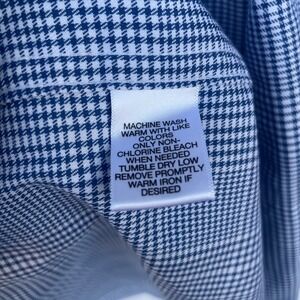 MACHINE WASH
WARM WITH LIKE
COLORS
ONLY NON-
CHLORINE BLEACH
WHEN NEEDED
TUMBLE DRY LOW
REMOVE PROMPTLY
WARM IRON IF
DESIRED